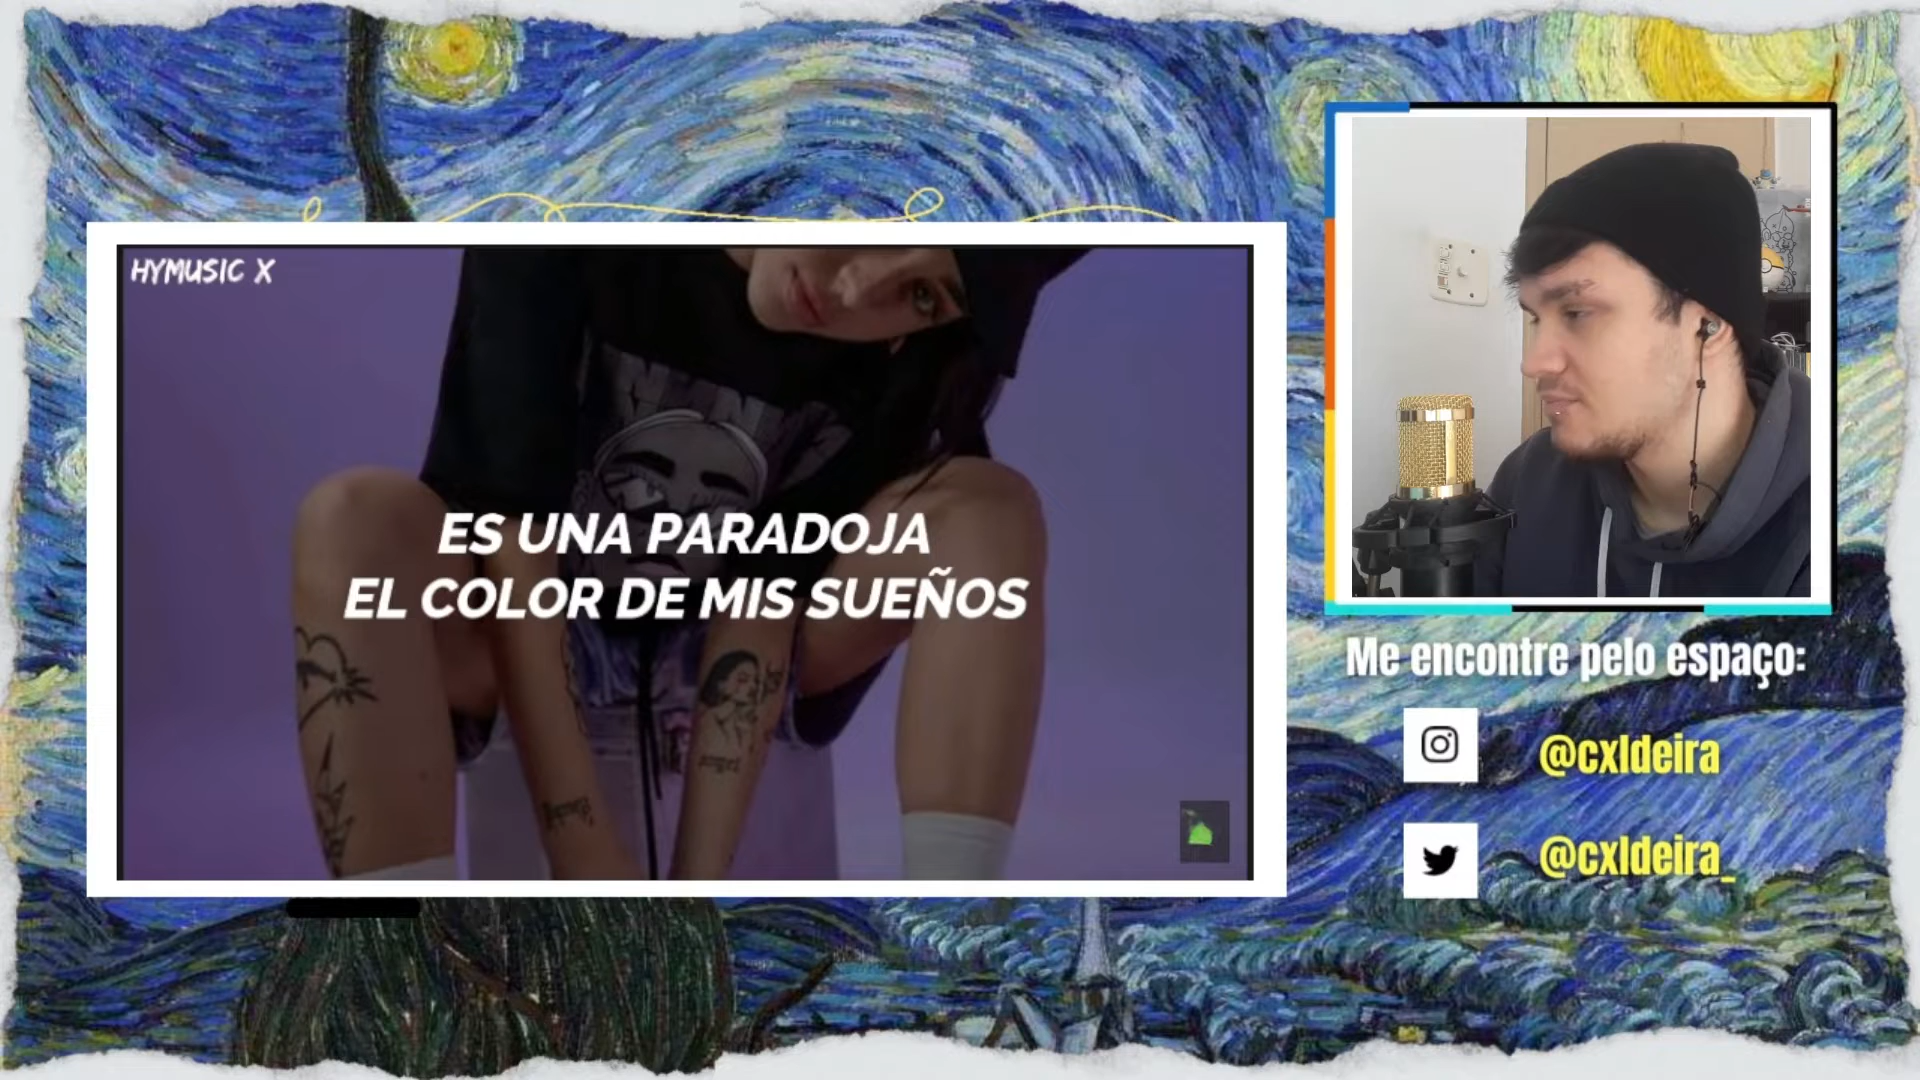 HYMUSIC X
ES UNA PARADOJA
EL COLOR DE MIS SUEÑOS
Me encontre pelo espaço:
@cxldeira
@cxldeira_